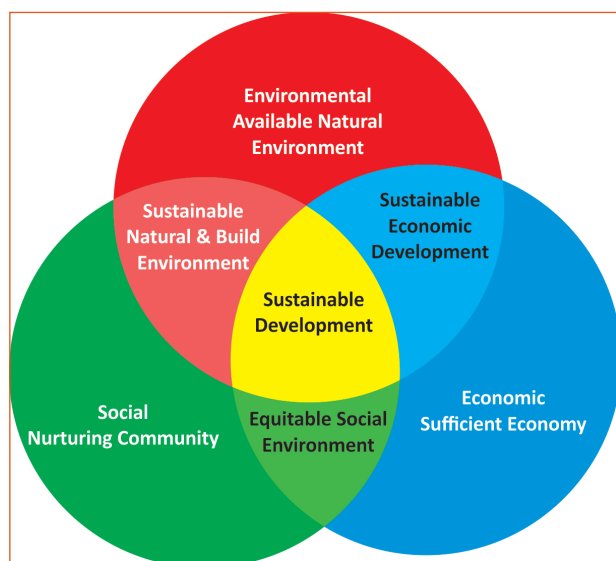 Environmental
Available Natural
Environment
Sustainable
Natural & Build
Environment
Sustainable
Economic
Development
Sustainable
Development
Social
Nurturing Community
Equitable Social
Environment
Economic
Sufficient Economy